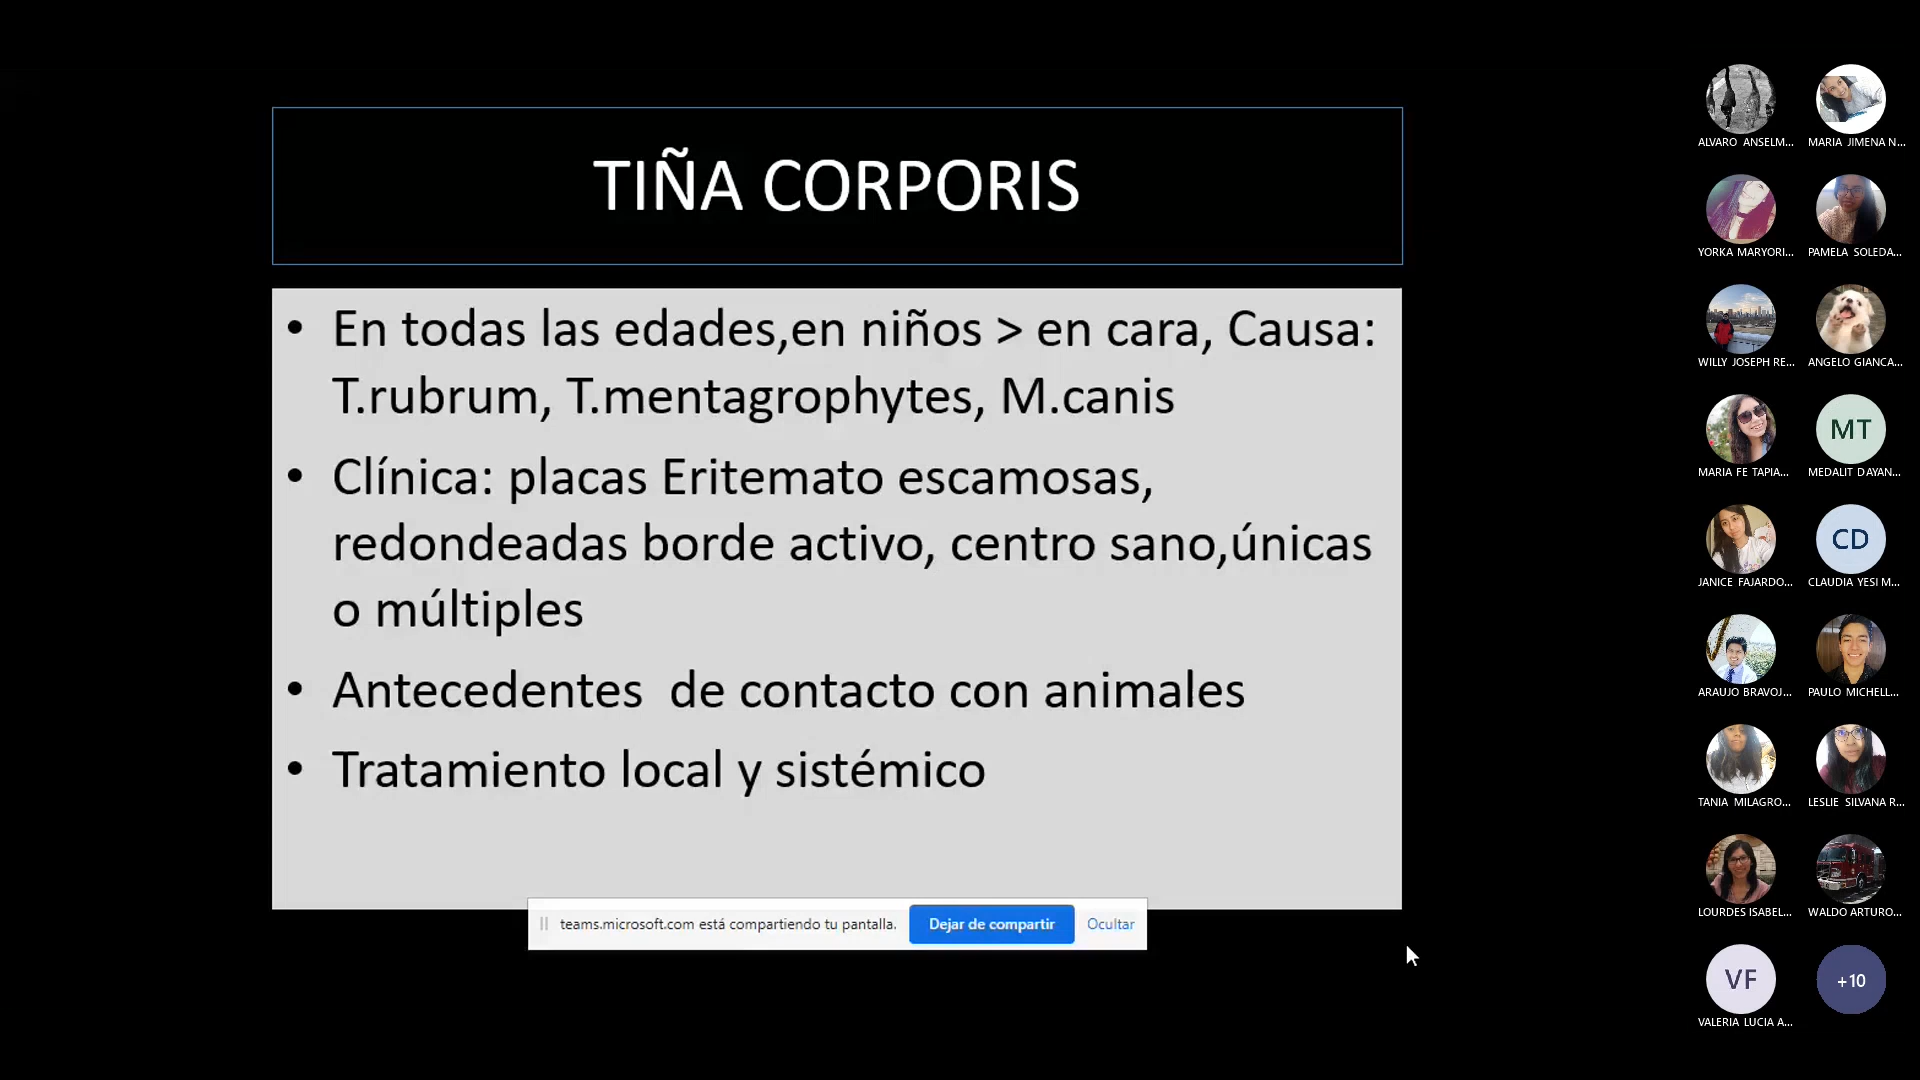 TIÑA CORPORIS
• En todas las edades,en niños > en cara, Causa:
T.rubrum, T.mentagrophytes, M.canis
• Clínica: placas Eritemato escamosas,
redondeadas borde activo, centro sano,únicas
o múltiples
• Antecedentes  de contacto con animales
• Tratamiento local y sistémico
teams.microsoft.com está compartiendo tu pantalla. Dejar de compartir Ocultar
ALVARO ANSELM... MARIA JIMENA N...
YORKA MARYORI... PAMELA SOLEDA...
WILLY JOSEPH RE... ANGELO GIANCA...
MT
MARIA FE TAPIA... MEDALIT DAYAN...
CD
JANICE FAJARDO... CLAUDIA YESI M...
ARAUJO BRAVOJ... PAULO MICHELL...
TANIA MILAGRO... LESLIE SILVANA R...
LOURDES ISABEL... WALDO ARTURO...
VF +10
VALERIA LUCIA A...